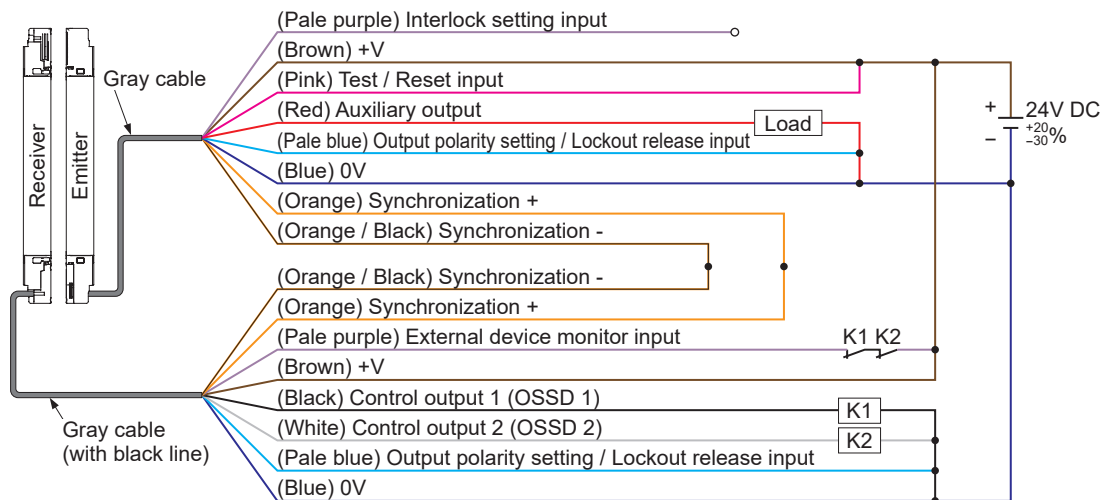 (Pale purple) Interlock setting input
(Brown) +V
Gray cable
(Pink) Test / Reset input
(Red) Auxiliary output
Load
+
24V DC
+20
−30%
−
(Pale blue) Output polarity setting / Lockout release input
(Blue) 0V
Receiver
Emitter
(Orange) Synchronization +
(Orange / Black) Synchronization -
(Orange / Black) Synchronization -
(Orange) Synchronization +
(Pale purple) External device monitor input
K1 K2
(Brown) +V
(Black) Control output 1 (OSSD 1)
K1
Gray cable
(with black line)
(White) Control output 2 (OSSD 2)
K2
(Pale blue) Output polarity setting / Lockout release input
(Blue) 0V